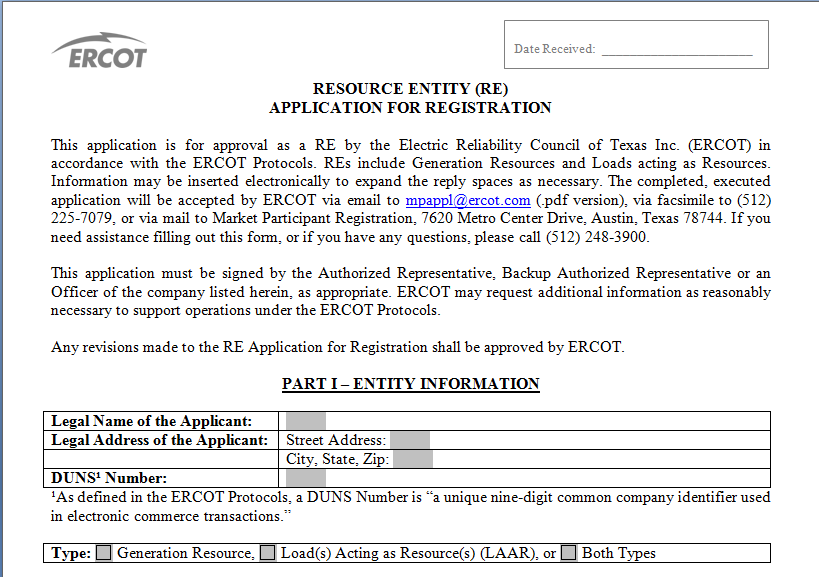 ERCOT
Date Received: ______________________
RESOURCE ENTITY (RE)
APPLICATION FOR REGISTRATION
This application is for approval as a RE by the Electric Reliability Council of Texas Inc. (ERCOT) in
accordance with the ERCOT Protocols. REs include Generation Resources and Loads acting as Resources.
Information may be inserted electronically to expand the reply spaces as necessary. The completed, executed
application will be accepted by ERCOT via email to mpappl@ercot.com (.pdf version), via facsimile to (512)
225-7079, or via mail to Market Participant Registration, 7620 Metro Center Drive, Austin, Texas 78744. If you
need assistance filling out this form, or if you have any questions, please call (512) 248-3900.
This application must be signed by the Authorized Representative, Backup Authorized Representative or an
Officer of the company listed herein, as appropriate. ERCOT may request additional information as reasonably
necessary to support operations under the ERCOT Protocols.
Any revisions made to the RE Application for Registration shall be approved by ERCOT.
PART I – ENTITY INFORMATION
Legal Name of the Applicant:
Legal Address of the Applicant: Street Address:
City, State, Zip:
DUNS¹ Number:
¹As defined in the ERCOT Protocols, a DUNS Number is “a unique nine-digit common company identifier used
in electronic commerce transactions.”
Type: Generation Resource, Load(s) Acting as Resource(s) (LAAR), or Both Types